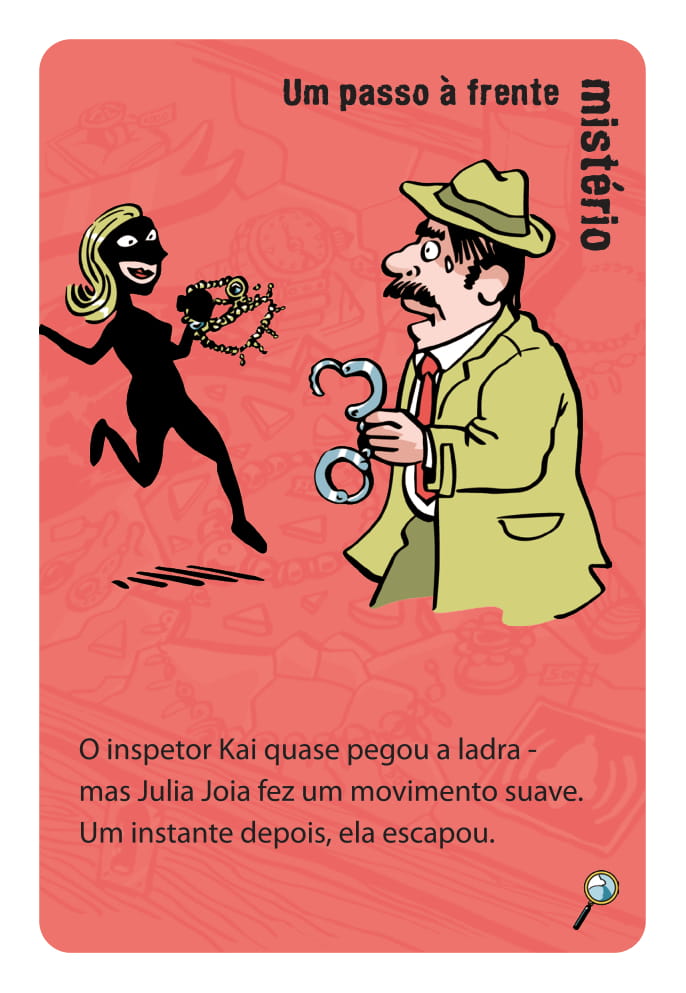 Um passo à frente
mistério
O inspetor Kai quase pegou a ladra -
mas Julia Joia fez um movimento suave.
Um instante depois, ela escapou.